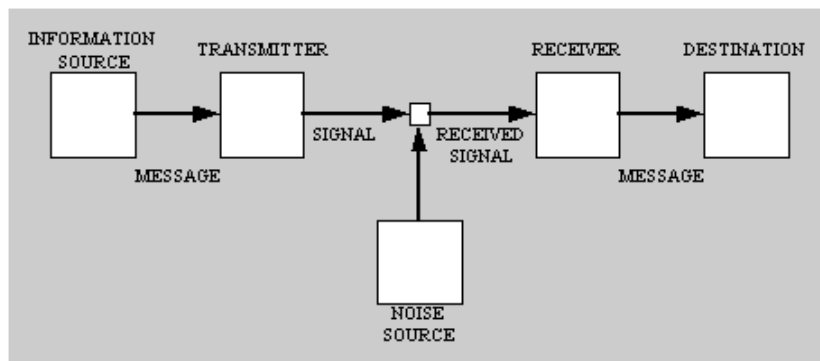 INFORMATION
SOURCE
TRANSMITTER
RECEIVER
DESTINATION
SIGNAL
RECEIVED
SIGNAL
MESSAGE
MESSAGE
NOISE
SOURCE